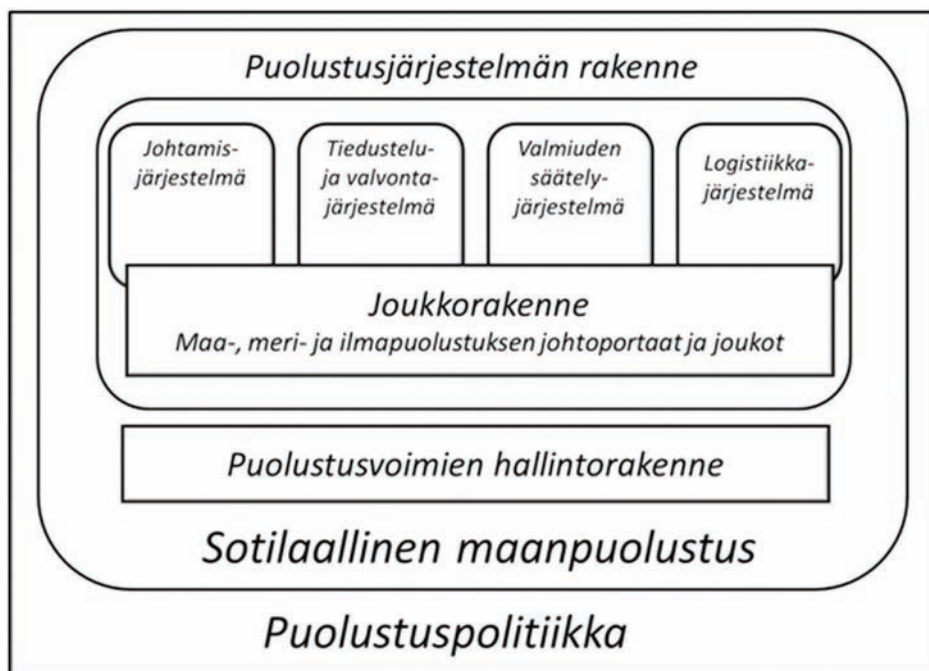 Puolustusjärjestelmän rakenne
Johtamis-
järjestelmä
Tiedustelu-
ja valvonta-
järjestelmä
Valmiuden
säätely-
järjestelmä
Logistiikka-
järjestelmä
Joukkorakenne
Maa-, meri- ja ilmapuolustuksen johtoportaat ja joukot
Puolustusvoimien hallintorakenne
Sotilaallinen maanpuolustus
Puolustuspolitiikka